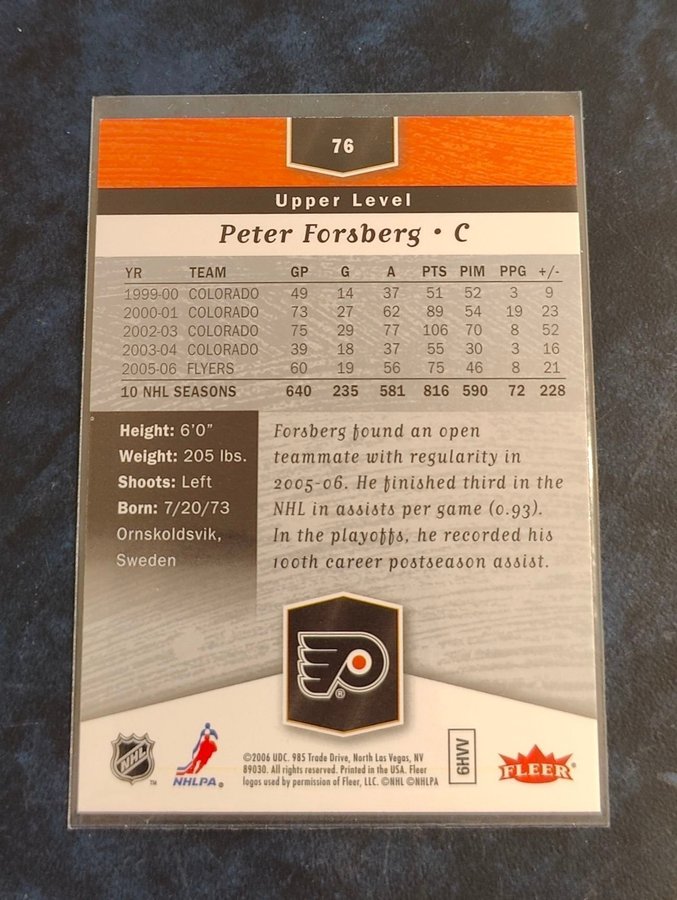 76
Upper Level
Peter Forsberg • C
YR TEAM GP G A PTS PIM PPG +/-
1999-00 COLORADO 49 14 37 51 52 3 9
2000-01 COLORADO 73 27 62 89 54 19 23
2002-03 COLORADO 75 29 77 106 70 8 52
2003-04 COLORADO 39 18 37 55 30 3 16
2005-06 FLYERS 60 19 56 75 46 8 21
10 NHL SEASONS 640 235 581 816 590 72 228
Height: 6'0"
Weight: 205 lbs.
Shoots: Left
Born: 7/20/73
Ornskoldsvik,
Sweden
Forsberg found an open
teammate with regularity in
2005-06. He finished third in the
NHL in assists per game (0.93).
In the playoffs, he recorded his
100th career postseason assist.
®
NHL
TM
NHLPA®
©2006 UDC. 985 Trade Drive, North Las Vegas, NV
89030. All rights reserved. Printed in the USA. Fleer
logos used by permission of Fleer, LLC. ©NHL ©NHLPA
6HVV
FLEER®